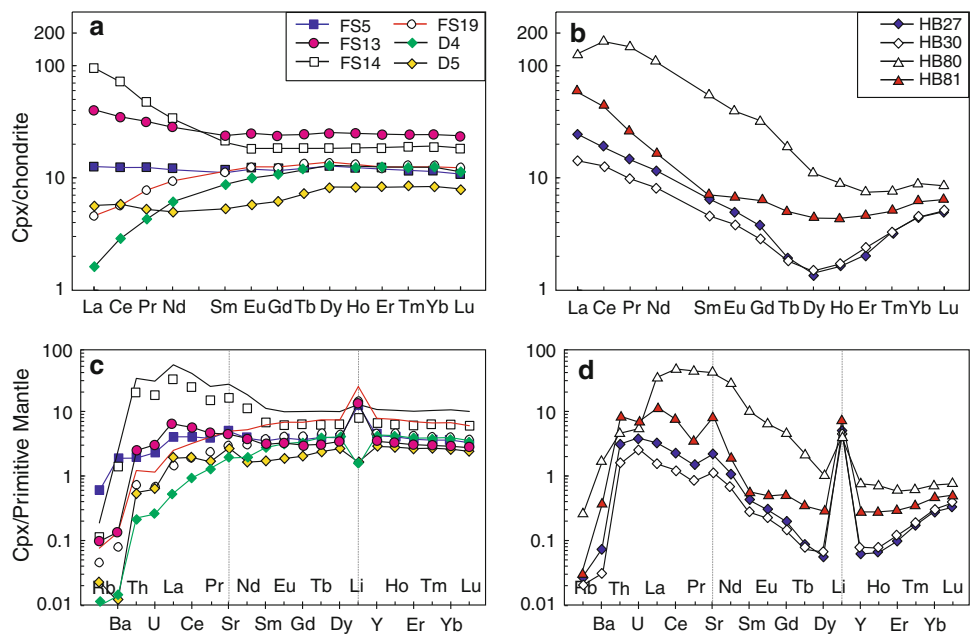 a
FS5
FS13
FS14
FS19
D4
D5
200
100
10
1
Cpx/chondrite
La Ce Pr Nd Sm Eu Gd Tb Dy Ho Er Tm Yb Lu
b
HB27
HB30
HB80
HB81
200
100
10
1
La Ce Pr Nd Sm Eu Gd Tb Dy Ho Er Tm Yb Lu
c
100
10
1
0.1
0.01
Cpx/Primitive Mantle
Rb Th La Pr Nd Eu Tb Li Ho Tm Lu
Ba U Ce Sr Sm Gd Dy Y Er Yb
d
100
10
1
0.1
0.01
Rb Th La Pr Nd Eu Tb Li Ho Tm Lu
Ba U Ce Sr Sm Gd Dy Y Er Yb